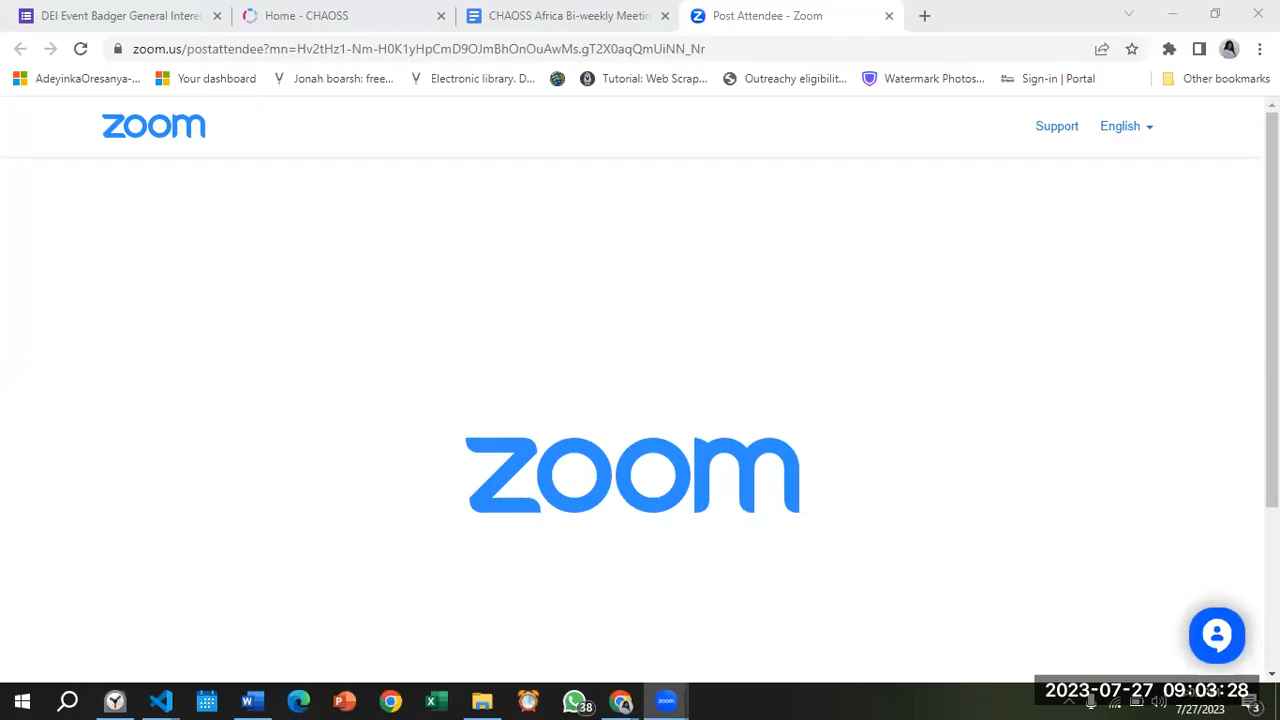 DEI Event Badger General Intere
Home - CHAOSS
CHAOSS Africa Bi-weekly Meetin
Post Attendee - Zoom
zoom.us/postattendee?mn=Hv2tHz1-Nm-H0K1yHpCmD9OJmBhOnOuAwMs.gT2X0aqQmUiNN_Nr
AdeyinkaOresanya-...
Your dashboard
Jonah boarsh: free...
Electronic library. D...
Tutorial: Web Scrap...
Outreachy eligibilit...
Watermark Photos...
Sign-in | Portal
Other bookmarks
zoom
Support
English
zoom
38
zoom
2023-07-27 09:03:28
7/27/2023
3